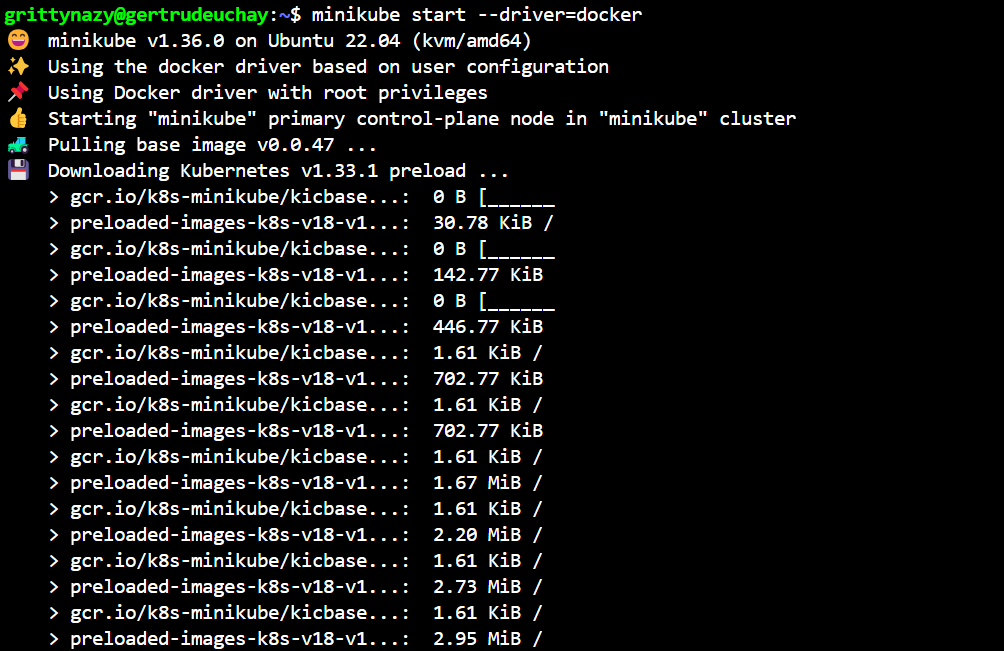 grittynazy@gertrudeuchay:~$ minikube start --driver=docker
😄 minikube v1.36.0 on Ubuntu 22.04 (kvm/amd64)
✨ Using the docker driver based on user configuration
📌 Using Docker driver with root privileges
👍 Starting "minikube" primary control-plane node in "minikube" cluster
🚜 Pulling base image v0.0.47 ...
💾 Downloading Kubernetes v1.33.1 preload ...
> gcr.io/k8s-minikube/kicbase...: 0 B [______
> preloaded-images-k8s-v18-v1...: 30.78 KiB /
> gcr.io/k8s-minikube/kicbase...: 0 B [______
> preloaded-images-k8s-v18-v1...: 142.77 KiB
> gcr.io/k8s-minikube/kicbase...: 0 B [______
> preloaded-images-k8s-v18-v1...: 446.77 KiB
> gcr.io/k8s-minikube/kicbase...: 1.61 KiB /
> preloaded-images-k8s-v18-v1...: 702.77 KiB
> gcr.io/k8s-minikube/kicbase...: 1.61 KiB /
> preloaded-images-k8s-v18-v1...: 702.77 KiB
> gcr.io/k8s-minikube/kicbase...: 1.61 KiB /
> preloaded-images-k8s-v18-v1...: 1.67 MiB /
> gcr.io/k8s-minikube/kicbase...: 1.61 KiB /
> preloaded-images-k8s-v18-v1...: 2.20 MiB /
> gcr.io/k8s-minikube/kicbase...: 1.61 KiB /
> preloaded-images-k8s-v18-v1...: 2.73 MiB /
> gcr.io/k8s-minikube/kicbase...: 1.61 KiB /
> preloaded-images-k8s-v18-v1...: 2.95 MiB /